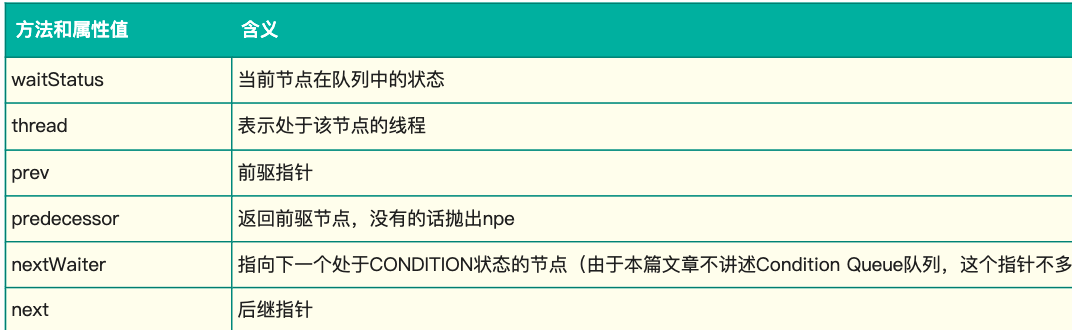 方法和属性值 含义
waitStatus 当前节点在队列中的状态
thread 表示处于该节点的线程
prev 前驱指针
predecessor 返回前驱节点，没有的话抛出npe
nextWaiter 指向下一个处于CONDITION状态的节点（由于本篇文章不讲述Condition Queue队列，这个指针不多
next 后继指针